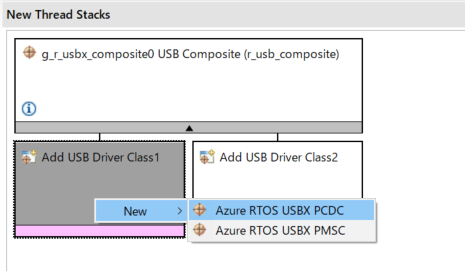 New Thread Stacks
g_r_usbx_composite0 USB Composite (r_usb_composite)
Add USB Driver Class1
Add USB Driver Class2
New
Azure RTOS USBX PCDC
Azure RTOS USBX PMSC